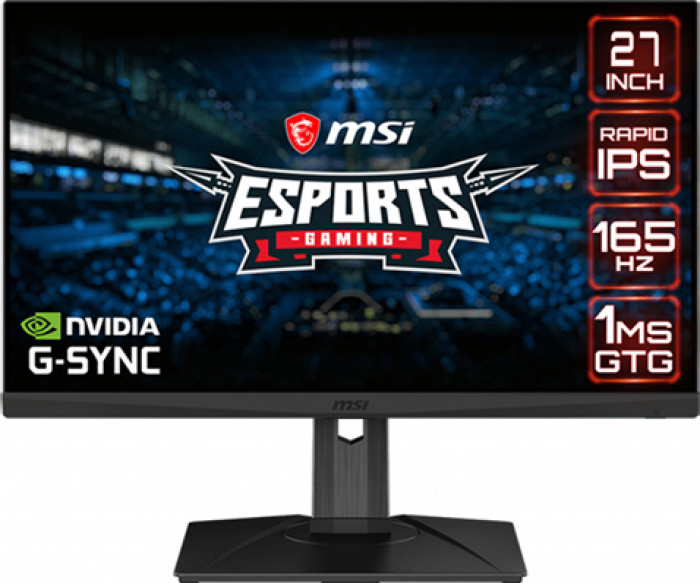 msi
ESPORTS
GAMING
27
INCH
RAPID
IPS
165
HZ
1MS
GTG
NVIDIA
G-SYNC
msi